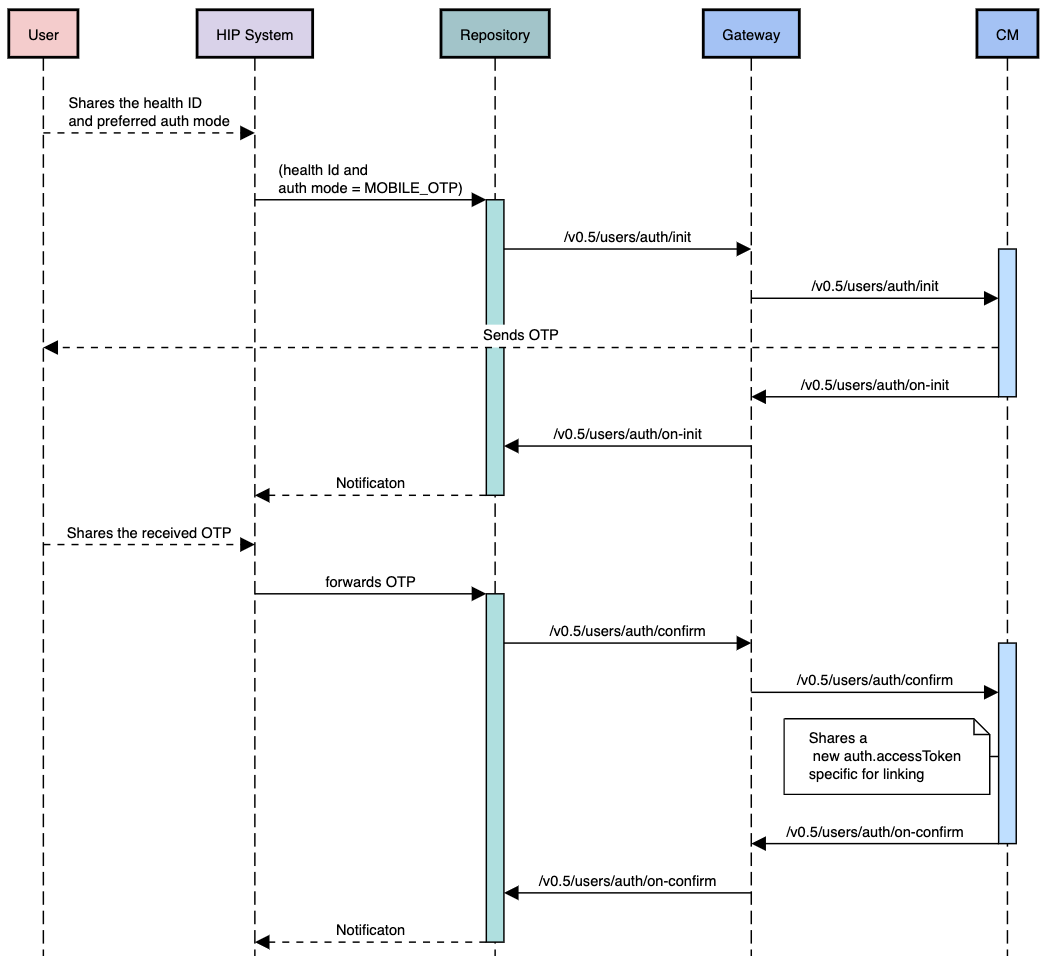 User
HIP System
Repository
Gateway
CM
Shares the health ID
and preferred auth mode
(health Id and
auth mode = MOBILE_OTP)
/v0.5/users/auth/init
/v0.5/users/auth/init
Sends OTP
/v0.5/users/auth/on-init
/v0.5/users/auth/on-init
Notificaton
Shares the received OTP
forwards OTP
/v0.5/users/auth/confirm
/v0.5/users/auth/confirm
Shares a
new auth.accessToken
specific for linking
/v0.5/users/auth/on-confirm
/v0.5/users/auth/on-confirm
Notificaton